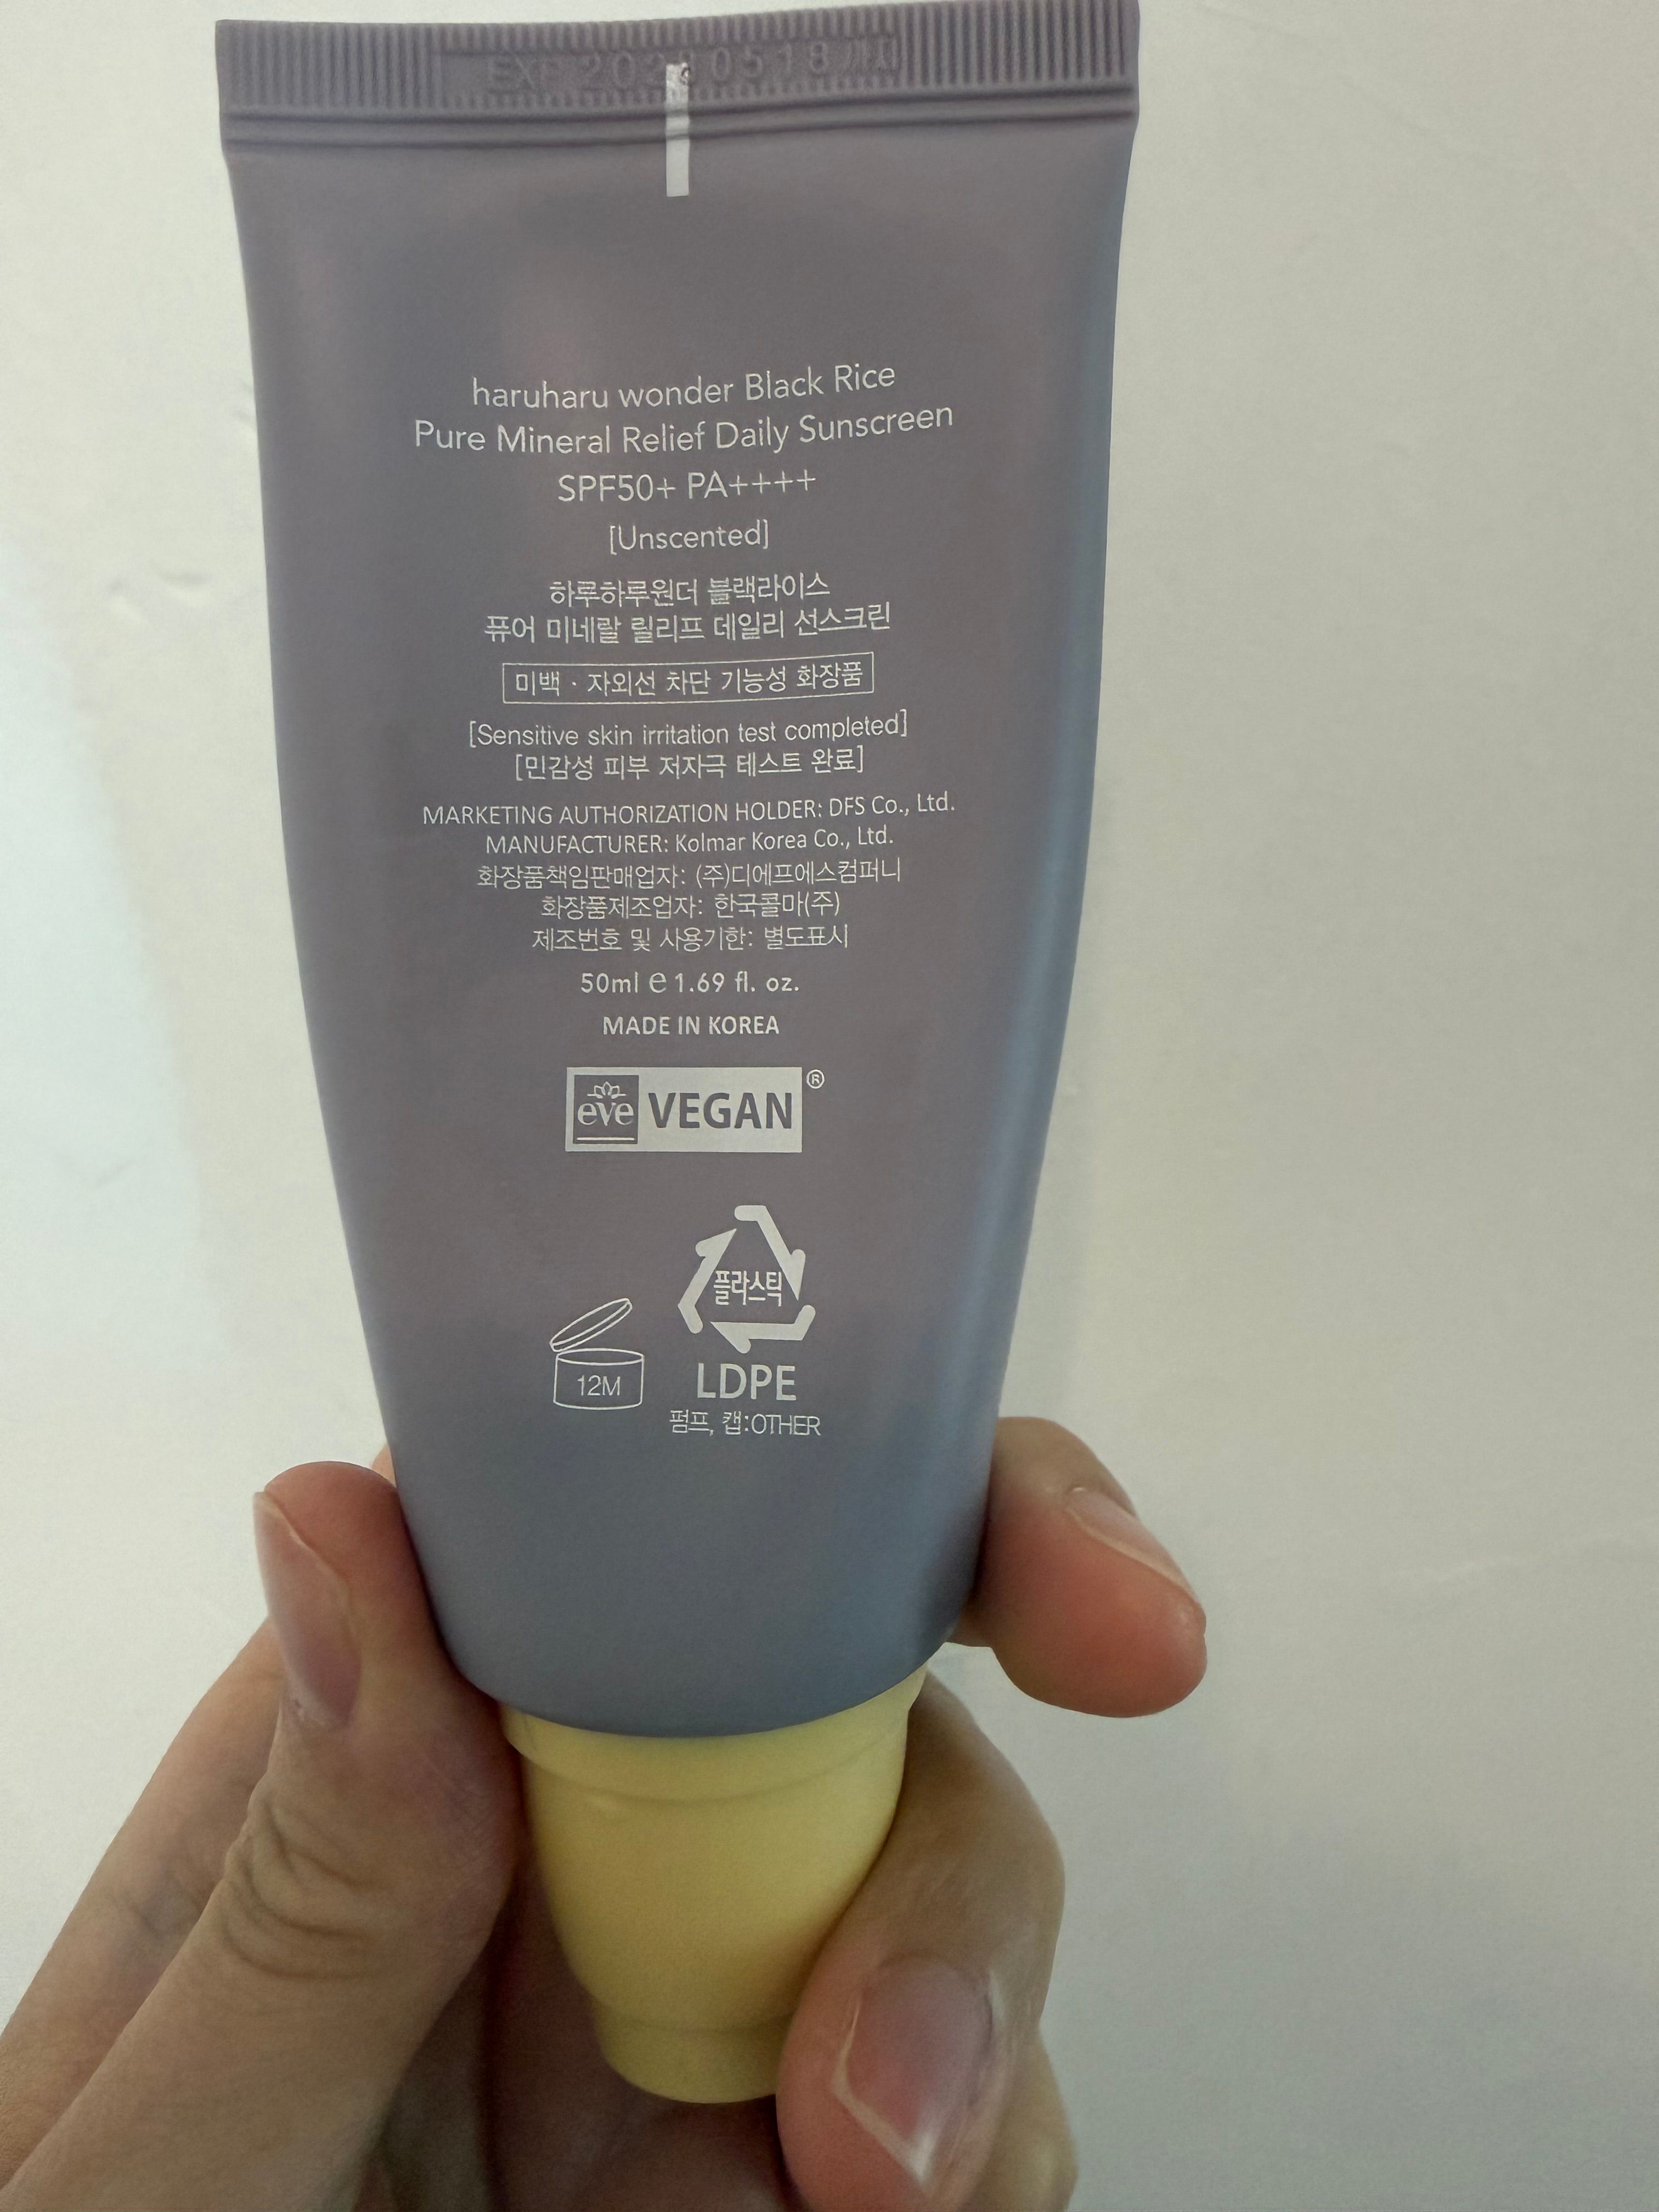 EXP 0518까지
haruharu wonder Black Rice
Pure Mineral Relief Daily Sunscreen
SPF50+ PA++++
[Unscented]
하루하루원더 블랙라이스
퓨어 미네랄 릴리프 데일리 선스크린
미백 · 자외선 차단 기능성 화장품
[Sensitive skin irritation test completed]
[민감성 피부 저자극 테스트 완료]
MARKETING AUTHORIZATION HOLDER: DFS Co., Ltd.
MANUFACTURER: Kolmar Korea Co., Ltd.
화장품책임판매업자: (주)디에프에스컴퍼니
화장품제조업자: 한국콜마(주)
제조번호 및 사용기한: 별도표시
50ml e 1.69 fl. oz.
MADE IN KOREA
eve VEGAN®
플라스틱
12M
LDPE
펌프, 캡:OTHER